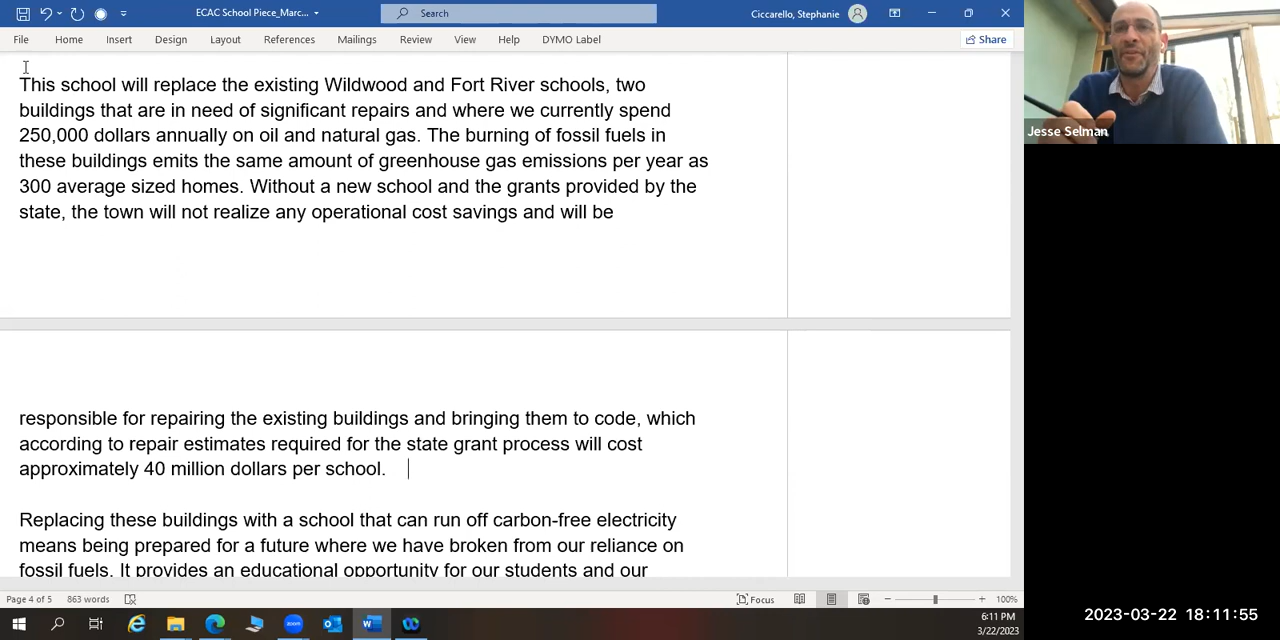 ECAC School Piece_Marc...
Search
Ciccarello, Stephanie
File Home Insert Design Layout References Mailings Review View Help DYMO Label
Share
This school will replace the existing Wildwood and Fort River schools, two
buildings that are in need of significant repairs and where we currently spend
250,000 dollars annually on oil and natural gas. The burning of fossil fuels in
these buildings emits the same amount of greenhouse gas emissions per year as
300 average sized homes. Without a new school and the grants provided by the
state, the town will not realize any operational cost savings and will be
responsible for repairing the existing buildings and bringing them to code, which
according to repair estimates required for the state grant process will cost
approximately 40 million dollars per school.
Replacing these buildings with a school that can run off carbon-free electricity
means being prepared for a future where we have broken from our reliance on
fossil fuels. It provides an educational opportunity for our students and our
Page 4 of 5 863 words
Focus
100%
zoom
6:11 PM
3/22/2023
Jesse Selman
2023-03-22 18:11:55